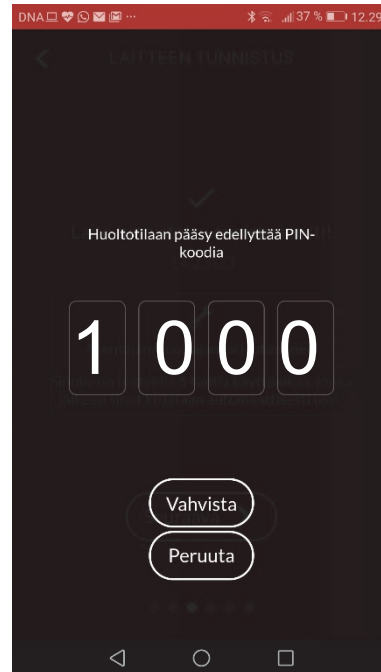 DNA 37 % 12.29
LAITTEEN TUNNISTUS
Huoltotilaan pääsy edellyttää PIN-
koodia
1 0 0 0
Vahvista
Peruuta